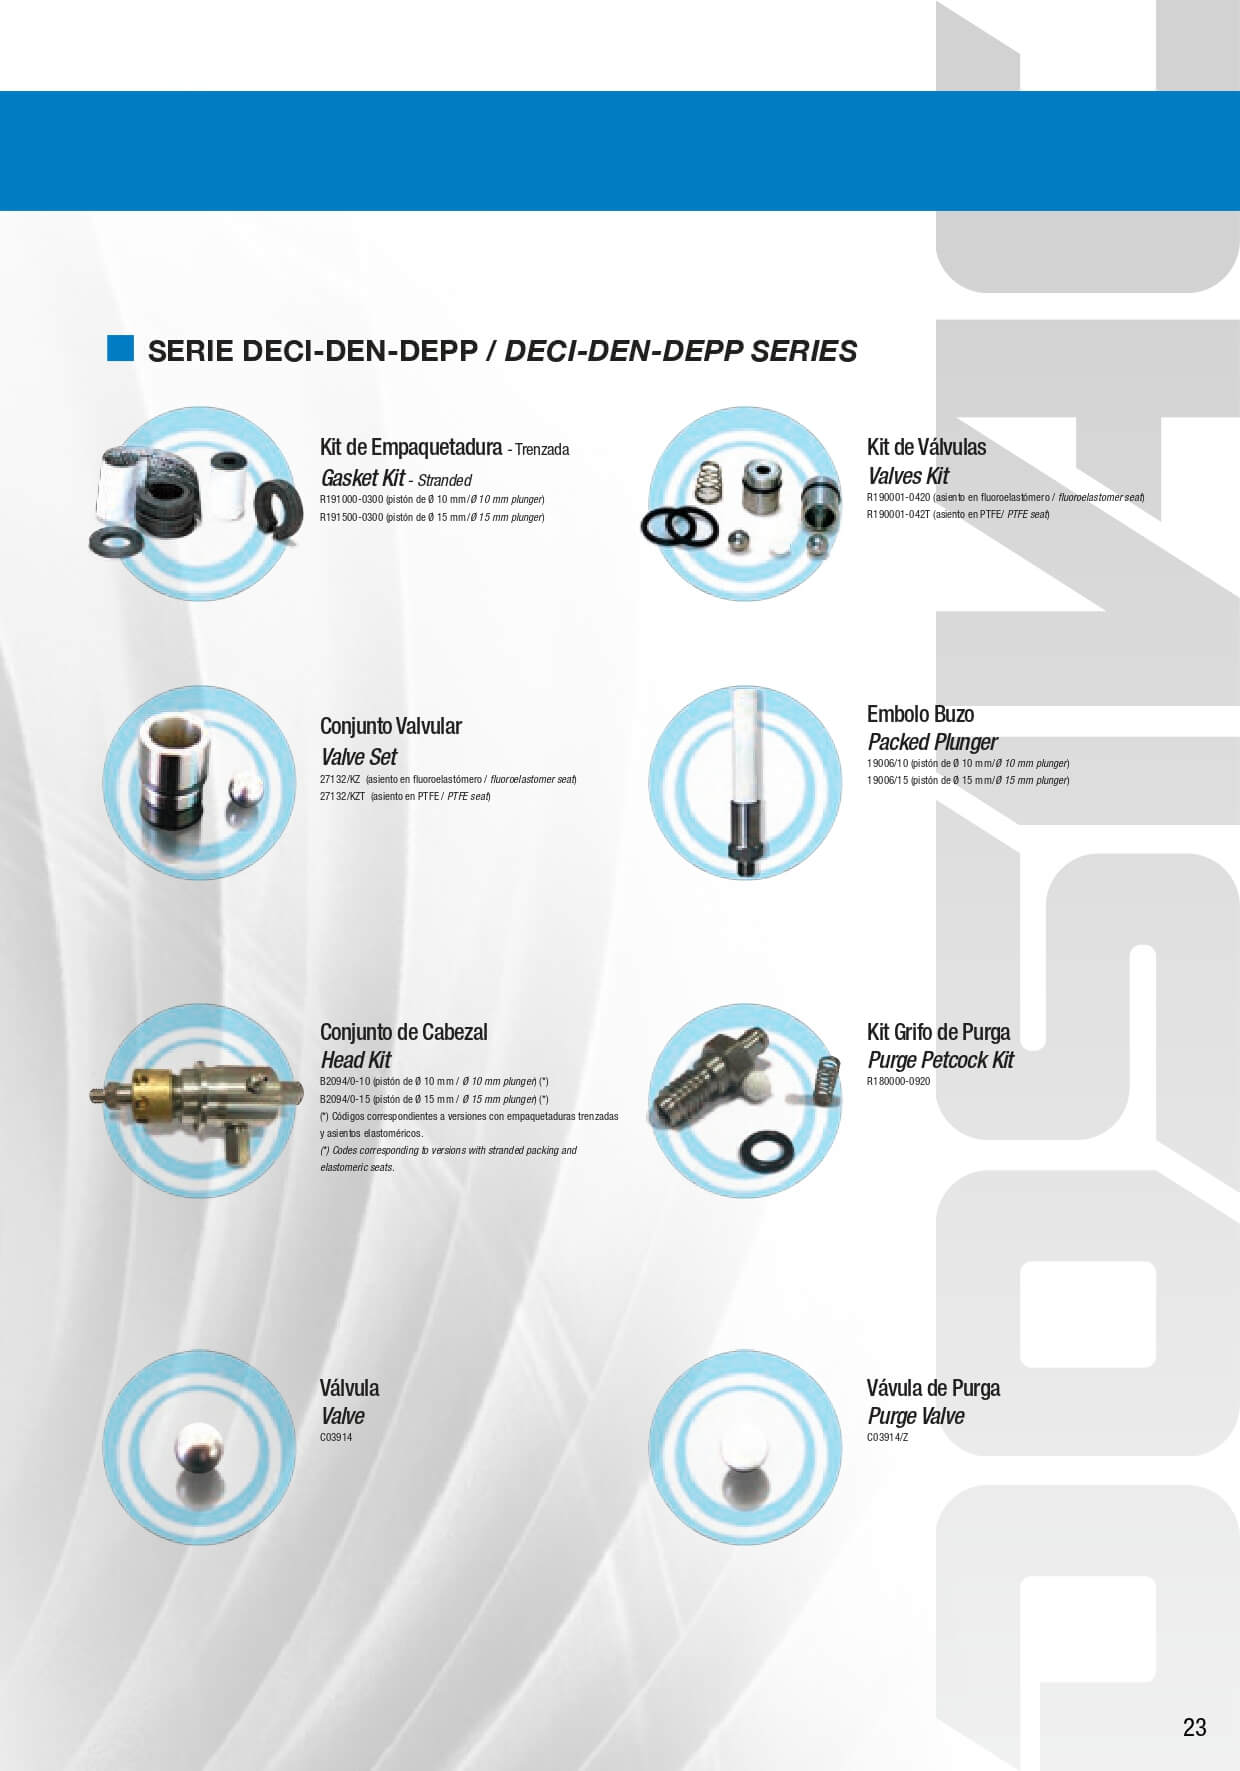 SERIE DECI-DEN-DEPP / DECI-DEN-DEPP SERIES
Kit de Empaquetadura - Trenzada
Gasket Kit - Stranded
R191000-0300 (pistón de Ø 10 mm/Ø 10 mm plunger)
R191500-0300 (pistón de Ø 15 mm/Ø 15 mm plunger)
Kit de Válvulas
Valves Kit
R190001-0420 (asiento en fluoroelastómero / fluoroelastomer seat)
R190001-042T (asiento en PTFE/ PTFE seat)
Conjunto Valvular
Valve Set
27132/KZ (asiento en fluoroelastómero / fluoroelastomer seat)
27132/KZT (asiento en PTFE / PTFE seat)
Embolo Buzo
Packed Plunger
19006/10 (pistón de Ø 10 mm/Ø 10 mm plunger)
19006/15 (pistón de Ø 15 mm/Ø 15 mm plunger)
Conjunto de Cabezal
Head Kit
B2094/0-10 (pistón de Ø 10 mm / Ø 10 mm plunger) (*)
B2094/0-15 (pistón de Ø 15 mm / Ø 15 mm plunger) (*)
(*) Códigos correspondientes a versiones con empaquetaduras trenzadas
y asientos elastoméricos.
(*) Codes corresponding to versions with stranded packing and
elastomeric seats.
Kit Grifo de Purga
Purge Petcock Kit
R180000-0920
Válvula
Valve
C03914
Vávula de Purga
Purge Valve
C03914/Z
23